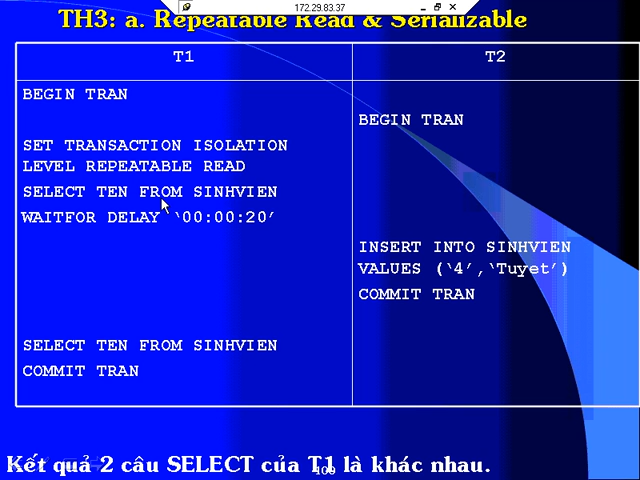 172.29.83.37
TH3: a. Repeatable Read & Serializable
T1
T2
BEGIN TRAN
BEGIN TRAN
SET TRANSACTION ISOLATION
LEVEL REPEATABLE READ
SELECT TEN FROM SINHVIEN
WAITFOR DELAY ‘00:00:20’
INSERT INTO SINHVIEN
VALUES (‘4’,‘Tuyet’)
COMMIT TRAN
SELECT TEN FROM SINHVIEN
COMMIT TRAN
Kết quả 2 câu SELECT của T1 là khác nhau.